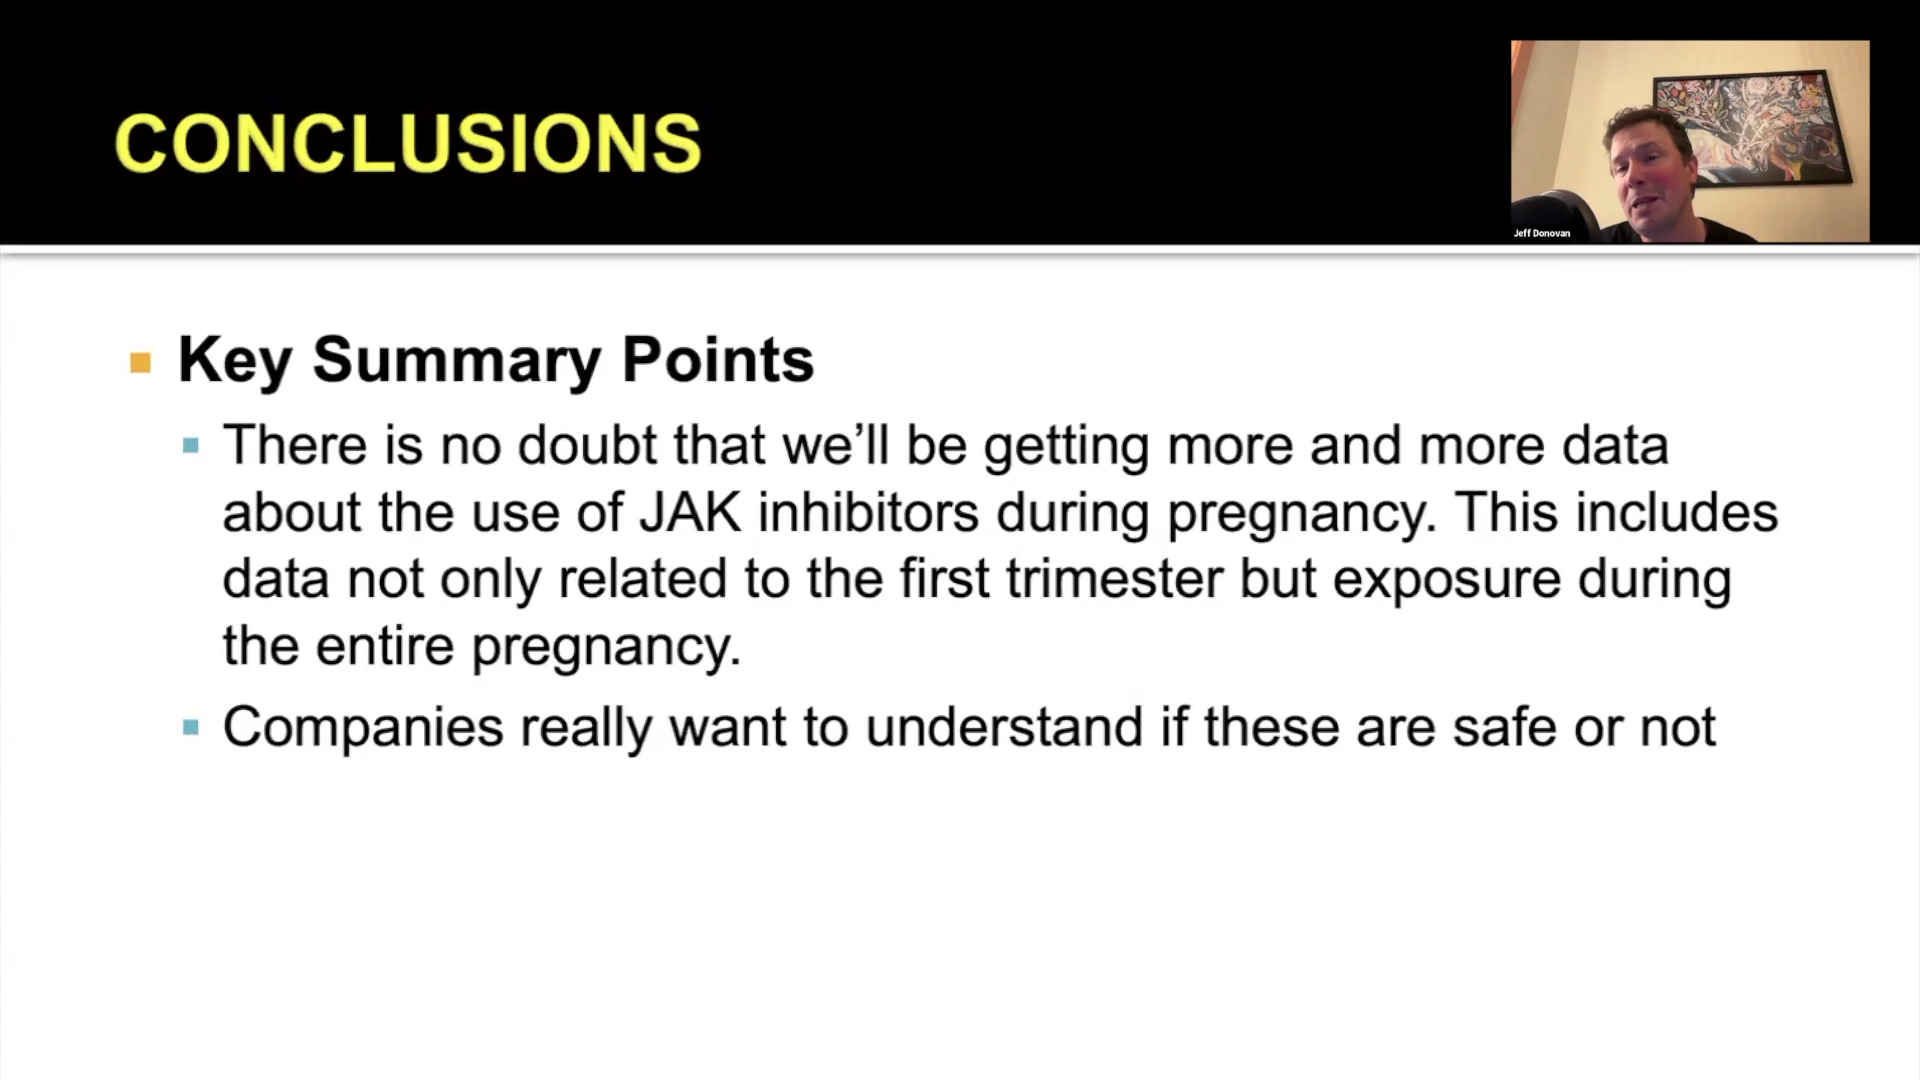 CONCLUSIONS
Jeff Donovan
Key Summary Points
There is no doubt that we’ll be getting more and more data
about the use of JAK inhibitors during pregnancy. This includes
data not only related to the first trimester but exposure during
the entire pregnancy.
Companies really want to understand if these are safe or not